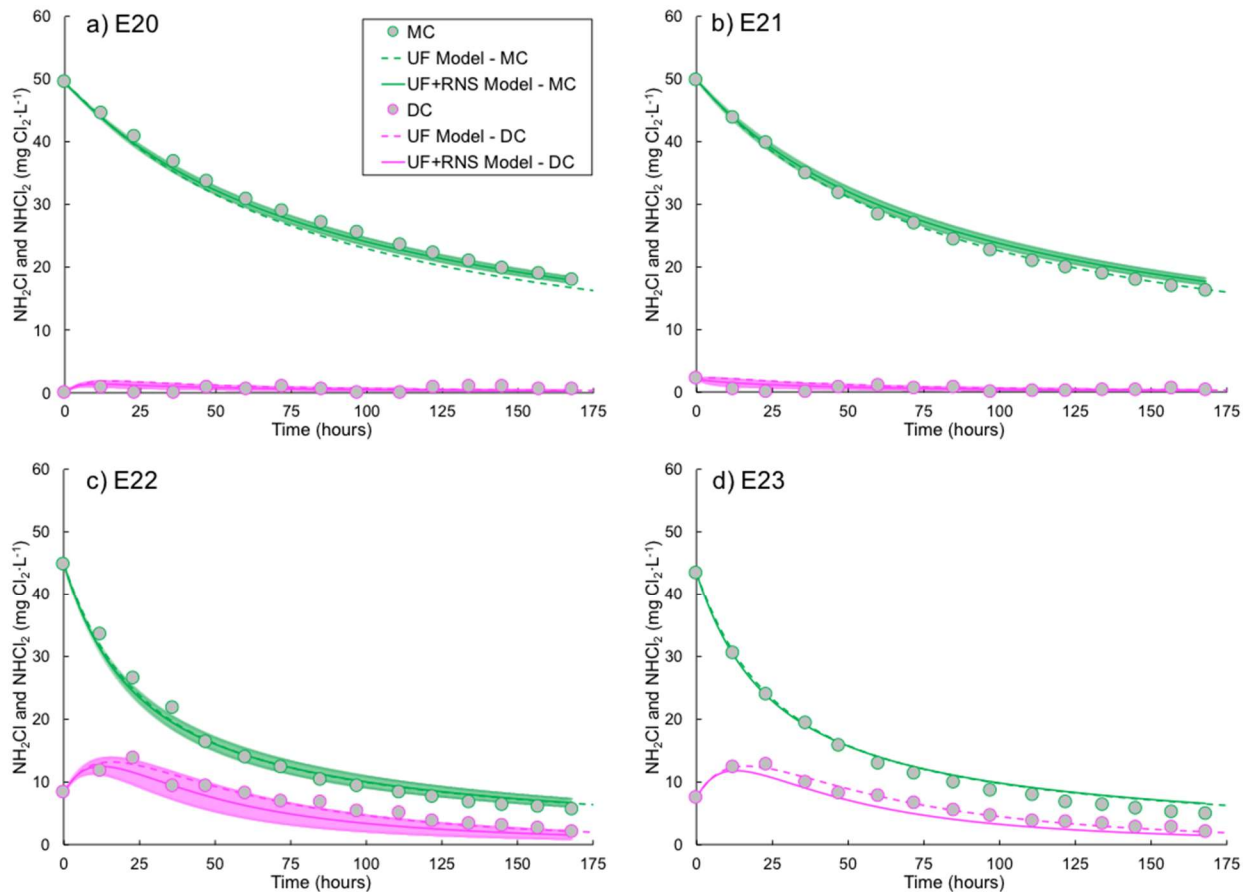 a) E20
MC
UF Model - MC
UF+RNS Model - MC
DC
UF Model - DC
UF+RNS Model - DC
NH₂Cl and NHCl₂ (mg Cl₂·L⁻¹)
60
50
40
30
20
10
0
0 25 50 75 100 125 150 175
Time (hours)
b) E21
NH₂Cl and NHCl₂ (mg Cl₂·L⁻¹)
60
50
40
30
20
10
0
0 25 50 75 100 125 150 175
Time (hours)
c) E22
NH₂Cl and NHCl₂ (mg Cl₂·L⁻¹)
60
50
40
30
20
10
0
0 25 50 75 100 125 150 175
Time (hours)
d) E23
NH₂Cl and NHCl₂ (mg Cl₂·L⁻¹)
60
50
40
30
20
10
0
0 25 50 75 100 125 150 175
Time (hours)